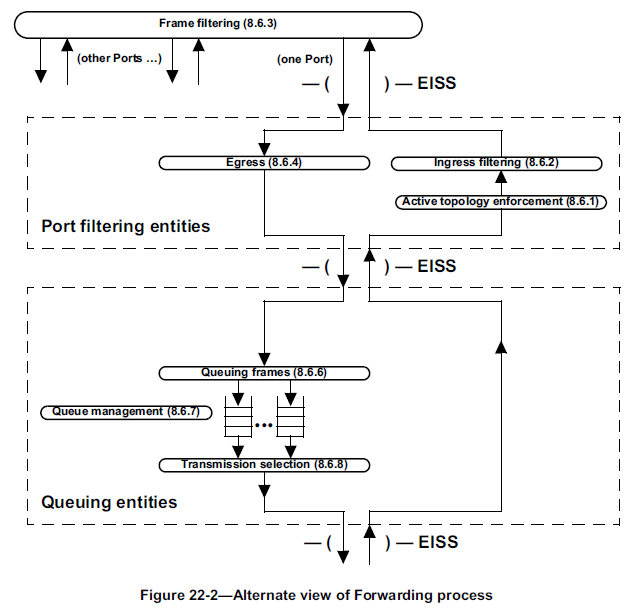 Frame filtering (8.6.3)
(other Ports ...)
(one Port)
— ( ) — EISS
Egress (8.6.4)
Ingress filtering (8.6.2)
Active topology enforcement (8.6.1)
Port filtering entities
— ( ) — EISS
Queuing frames (8.6.6)
Queue management (8.6.7)
...
Transmission selection (8.6.8)
Queuing entities
— ( ) — EISS
Figure 22-2—Alternate view of Forwarding process